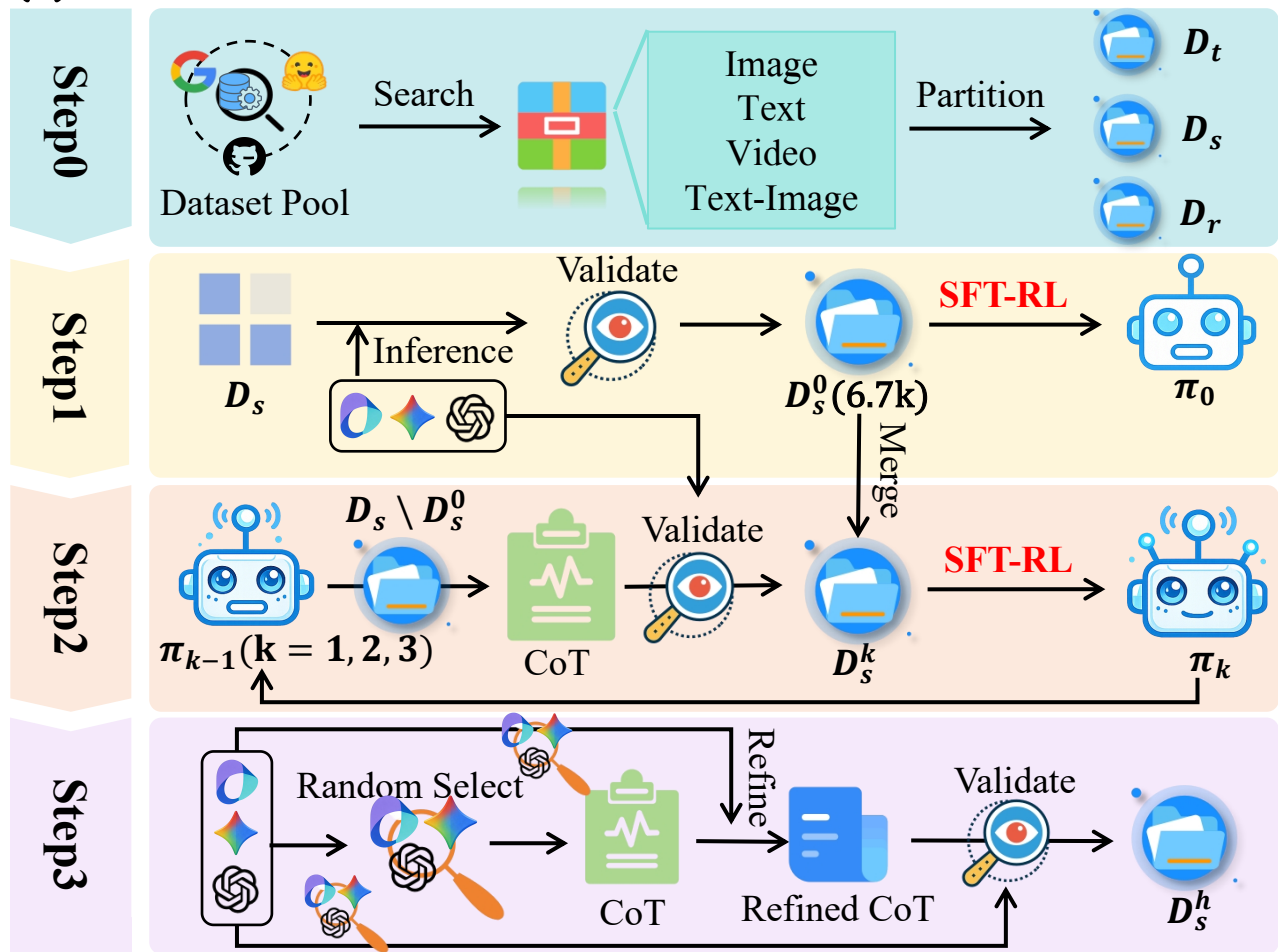 Step0
Dataset Pool
Search
Image
Text
Video
Text-Image
Partition
D_t
D_s
D_r
Step1
D_s
Inference
Validate
D_s^0(6.7k)
SFT-RL
π_0
Merge
Step2
π_{k-1}(k = 1, 2, 3)
D_s \ D_s^0
CoT
Validate
D_s^k
SFT-RL
π_k
Step3
Random Select
CoT
Refine
Refined CoT
Validate
D_s^h